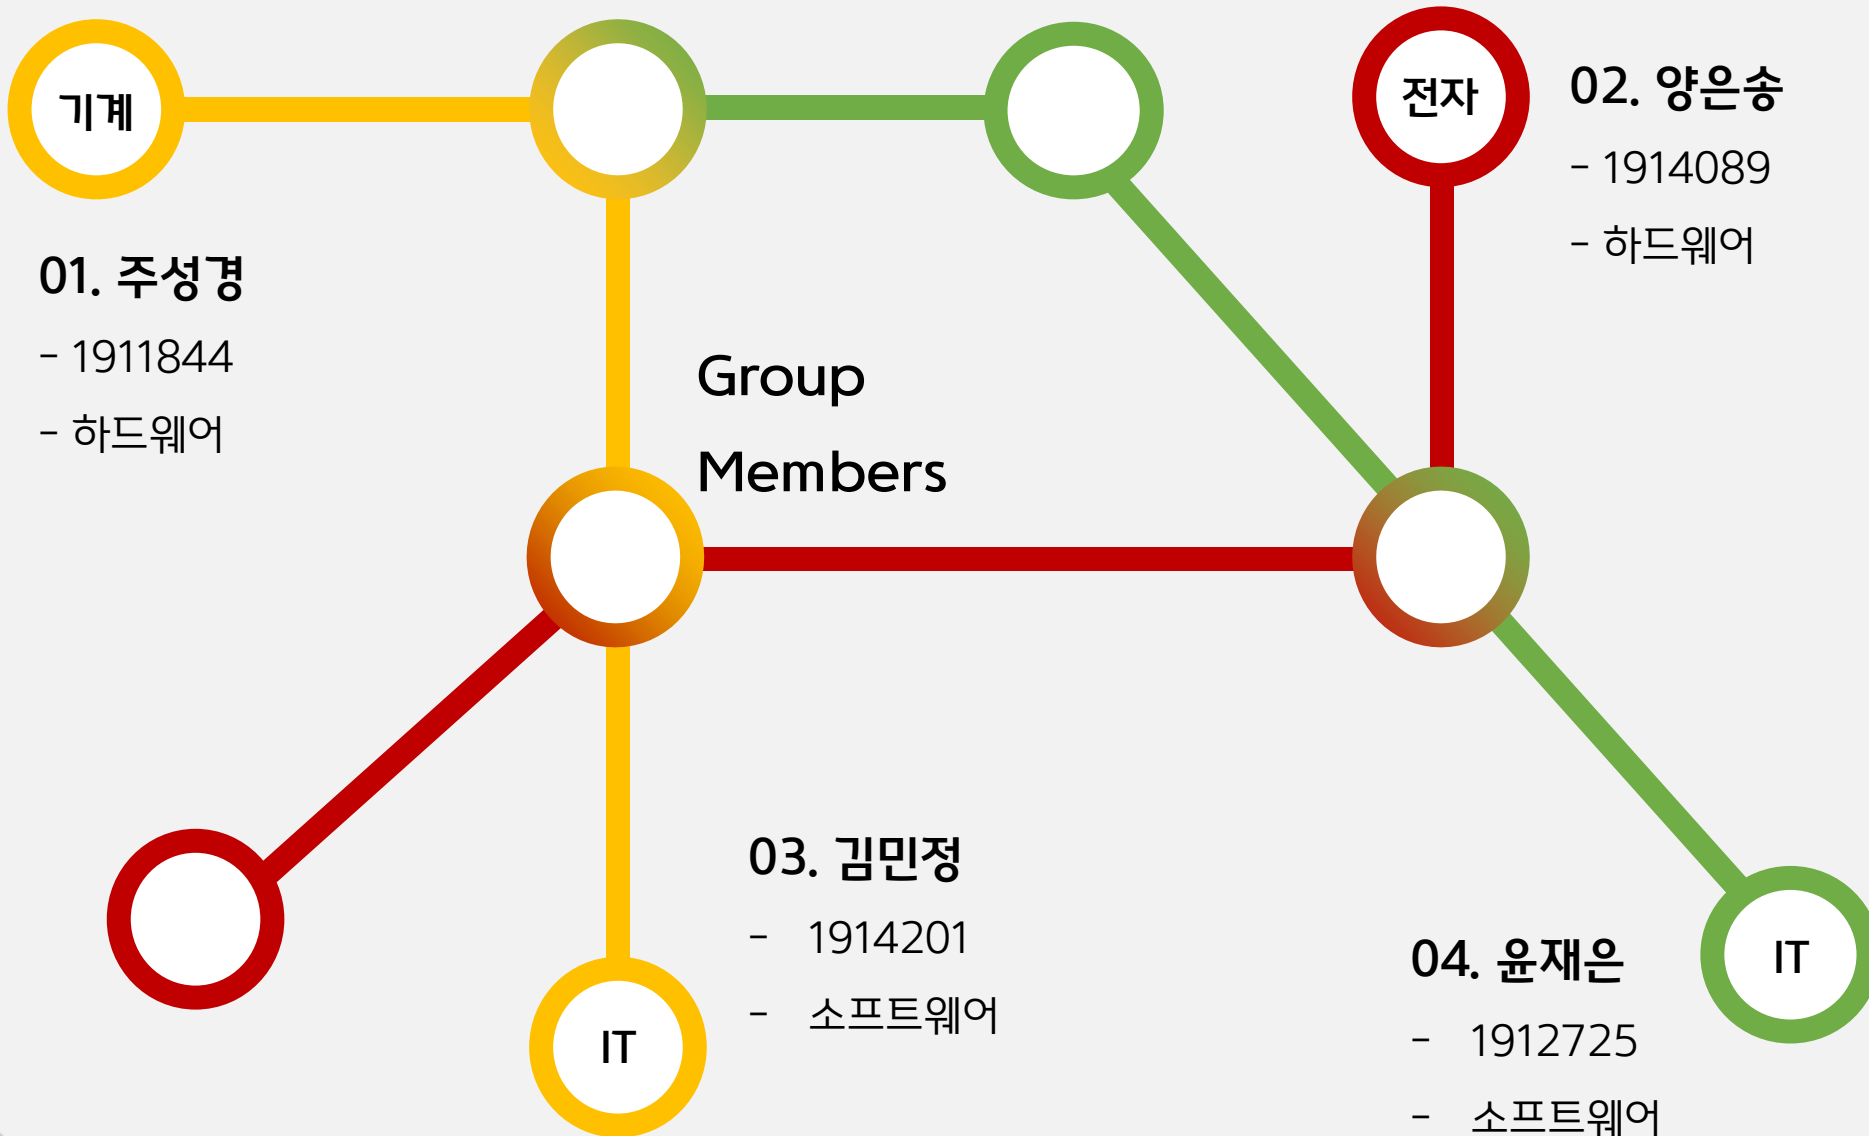 기계
01. 주성경
- 1911844
- 하드웨어
전자
02. 양은송
- 1914089
- 하드웨어
Group
Members
03. 김민정
- 1914201
- 소프트웨어
IT
04. 윤재은
- 1912725
- 소프트웨어
IT